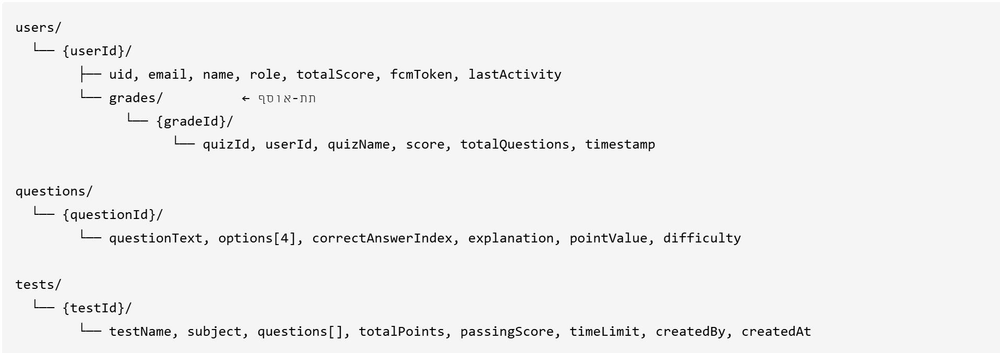 users/
  └── {userId}/
        ├── uid, email, name, role, totalScore, fcmToken, lastActivity
        └── grades/          ← תת-אוסף
              └── {gradeId}/
                    └── quizId, userId, quizName, score, totalQuestions, timestamp

questions/
  └── {questionId}/
        └── questionText, options[4], correctAnswerIndex, explanation, pointValue, difficulty

tests/
  └── {testId}/
        └── testName, subject, questions[], totalPoints, passingScore, timeLimit, createdBy, createdAt